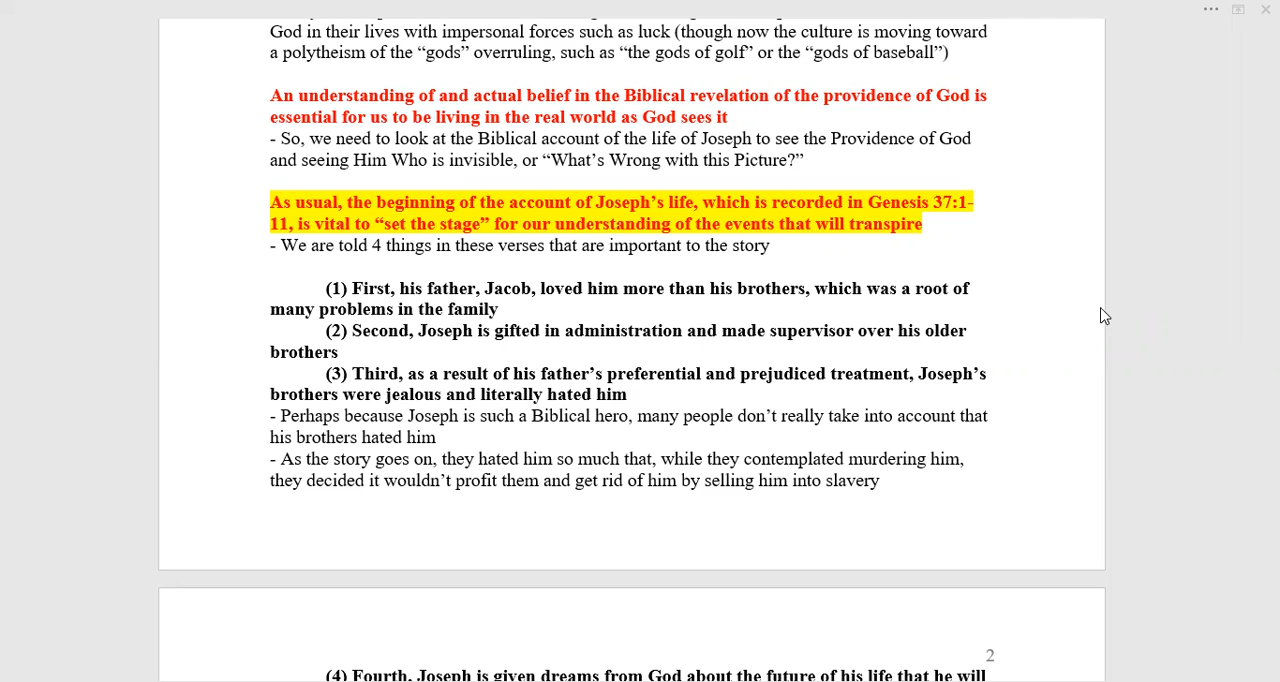 God in their lives with impersonal forces such as luck (though now the culture is moving toward
a polytheism of the “gods” overruling, such as “the gods of golf” or the “gods of baseball”)
An understanding of and actual belief in the Biblical revelation of the providence of God is
essential for us to be living in the real world as God sees it
- So, we need to look at the Biblical account of the life of Joseph to see the Providence of God
and seeing Him Who is invisible, or “What’s Wrong with this Picture?”
As usual, the beginning of the account of Joseph’s life, which is recorded in Genesis 37:1-
11, is vital to “set the stage” for our understanding of the events that will transpire
- We are told 4 things in these verses that are important to the story
(1) First, his father, Jacob, loved him more than his brothers, which was a root of
many problems in the family
(2) Second, Joseph is gifted in administration and made supervisor over his older
brothers
(3) Third, as a result of his father’s preferential and prejudiced treatment, Joseph’s
brothers were jealous and literally hated him
- Perhaps because Joseph is such a Biblical hero, many people don’t really take into account that
his brothers hated him
- As the story goes on, they hated him so much that, while they contemplated murdering him,
they decided it wouldn’t profit them and get rid of him by selling him into slavery
2
(4) Fourth, Joseph is given dreams from God about the future of his life that he will